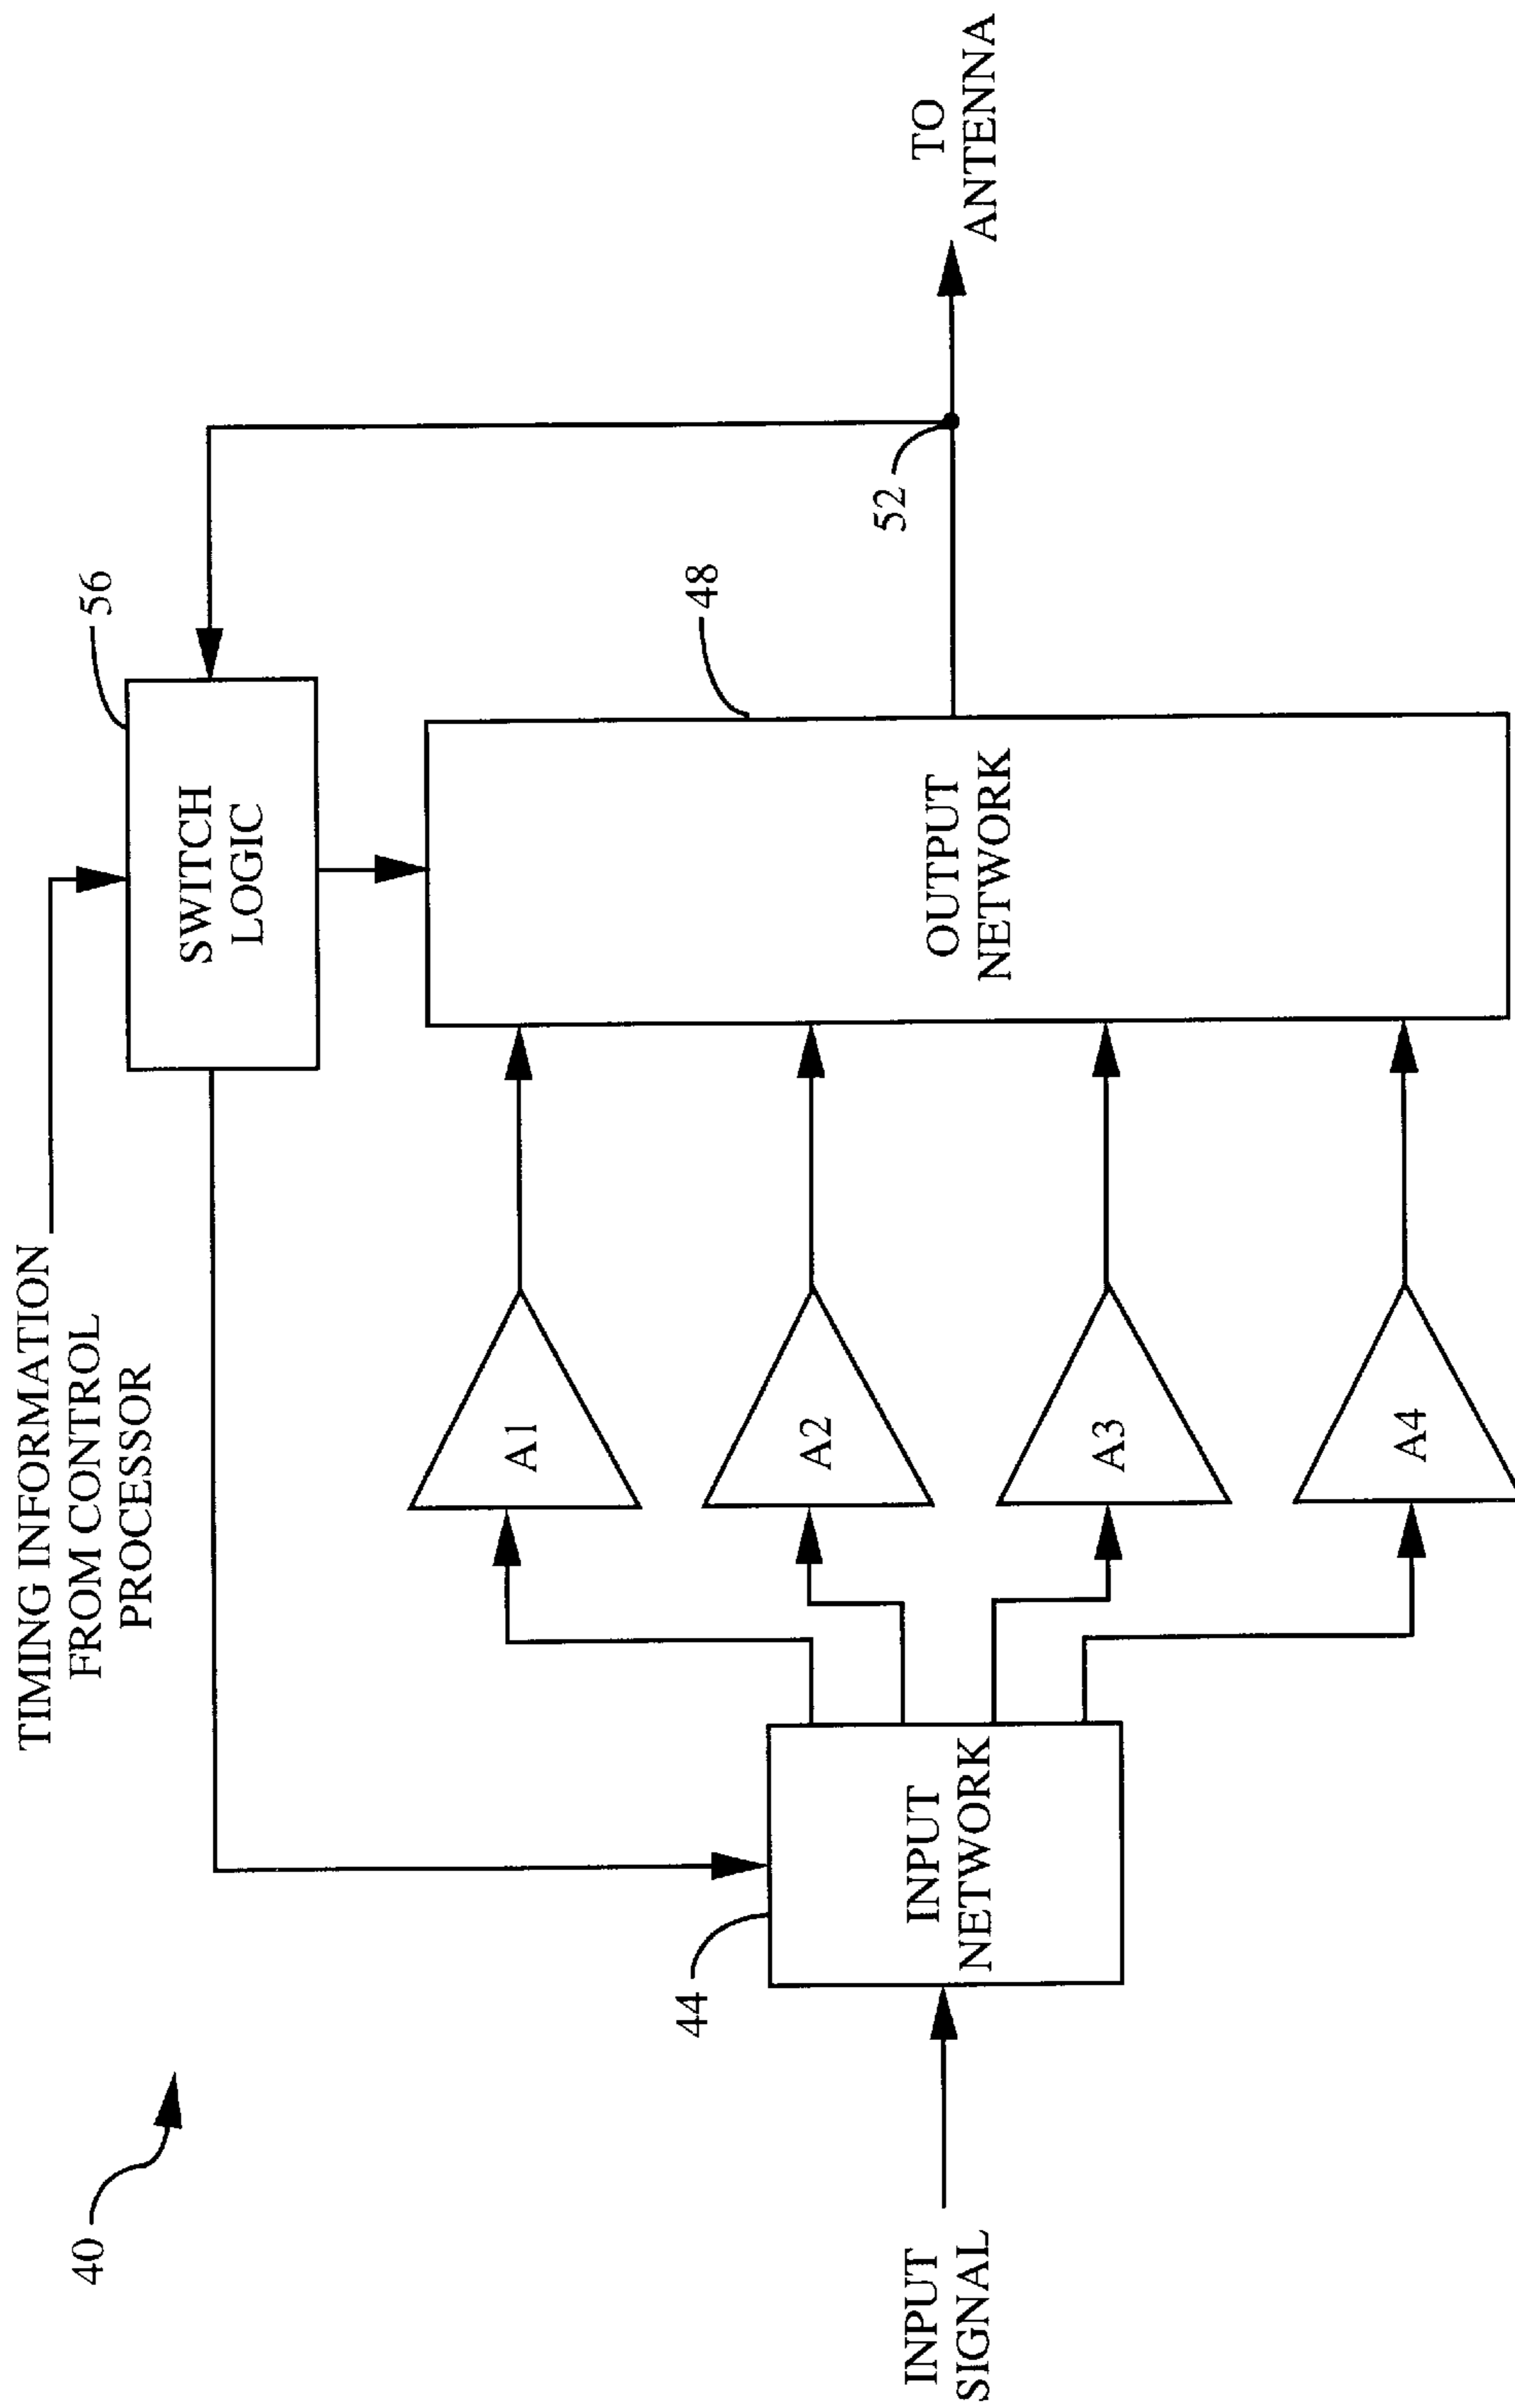 40
TIMING INFORMATION
FROM CONTROL
PROCESSOR
SWITCH
LOGIC
56
INPUT
SIGNAL
44
INPUT
NETWORK
A1
A2
A3
A4
OUTPUT
NETWORK
48
52
TO
ANTENNA